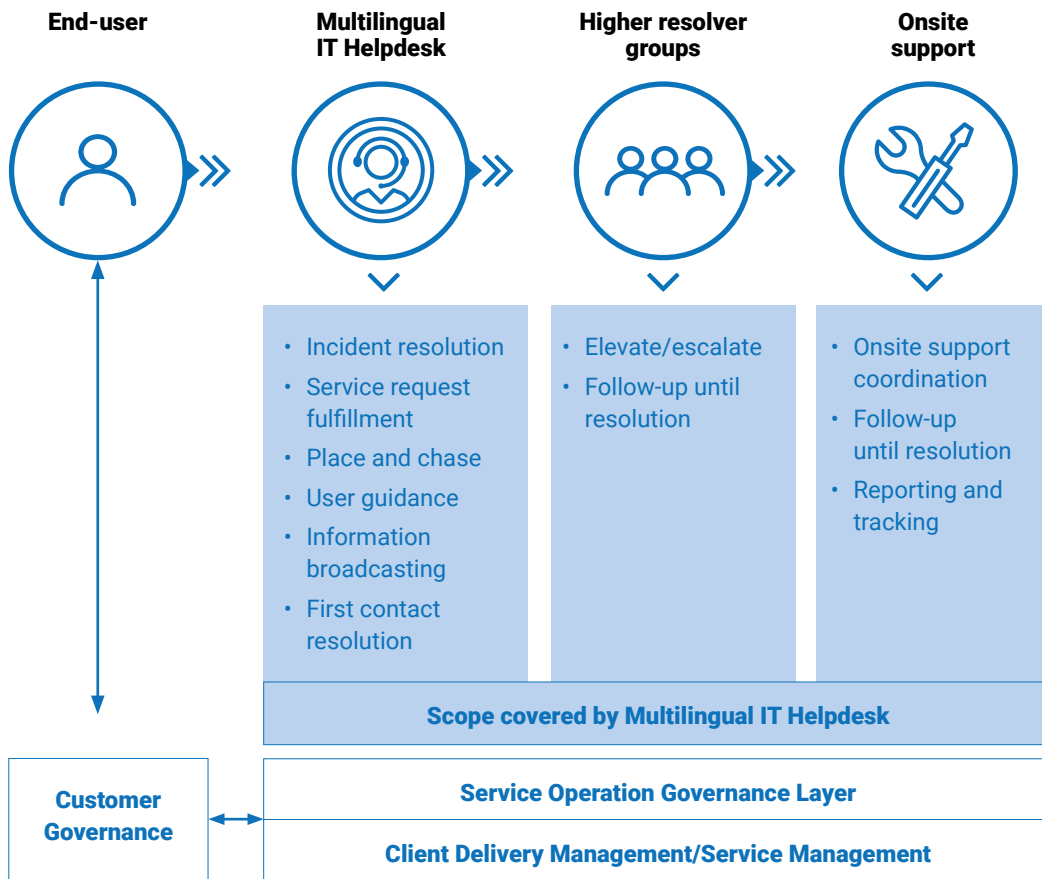 End-user
Multilingual
IT Helpdesk
Higher resolver
groups
Onsite
support
• Incident resolution
• Service request
fulfillment
• Place and chase
• User guidance
• Information
broadcasting
• First contact
resolution
• Elevate/escalate
• Follow-up until
resolution
• Onsite support
coordination
• Follow-up
until resolution
• Reporting and
tracking
Scope covered by Multilingual IT Helpdesk
Customer
Governance
Service Operation Governance Layer
Client Delivery Management/Service Management